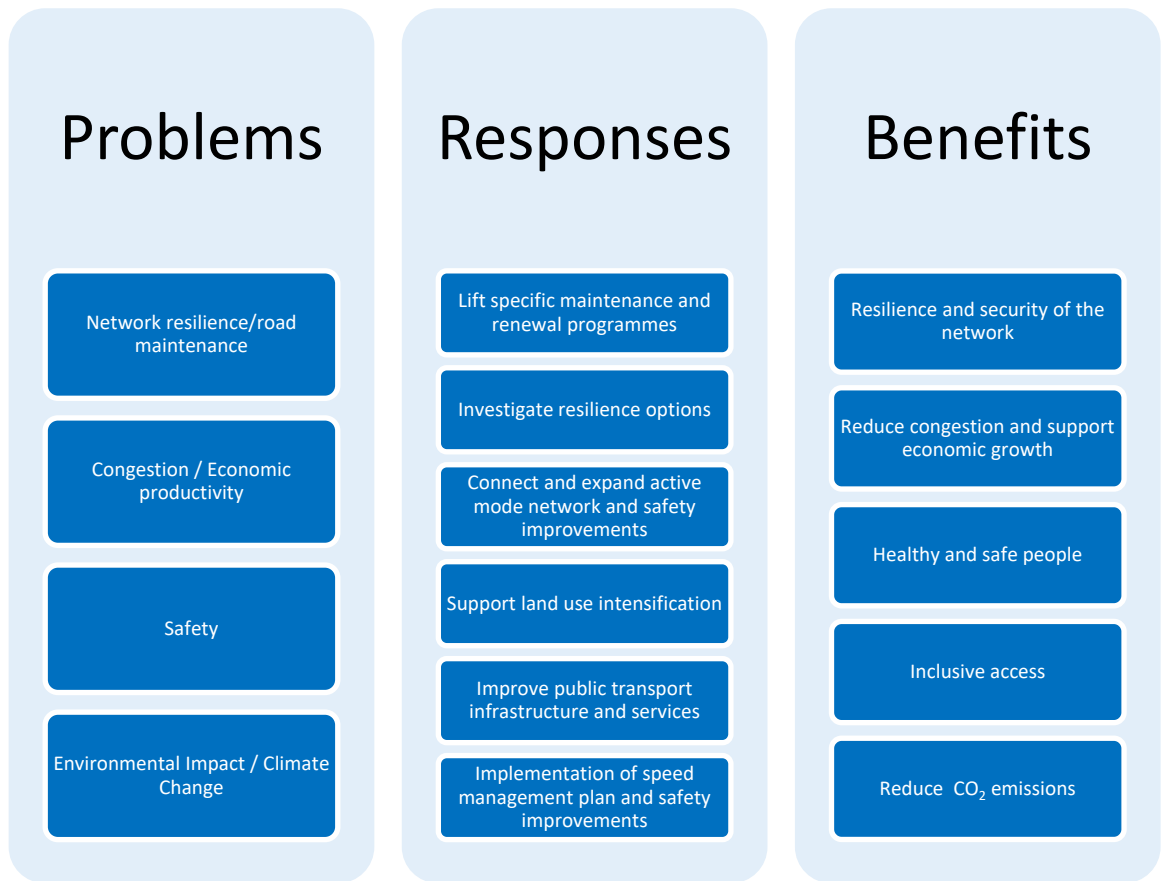 Problems
Network resilience/road
maintenance
Congestion / Economic
productivity
Safety
Environmental Impact / Climate
Change
Responses
Lift specific maintenance and
renewal programmes
Investigate resilience options
Connect and expand active
mode network and safety
improvements
Support land use intensification
Improve public transport
infrastructure and services
Implementation of speed
management plan and safety
improvements
Benefits
Resilience and security of the
network
Reduce congestion and support
economic growth
Healthy and safe people
Inclusive access
Reduce  CO₂ emissions